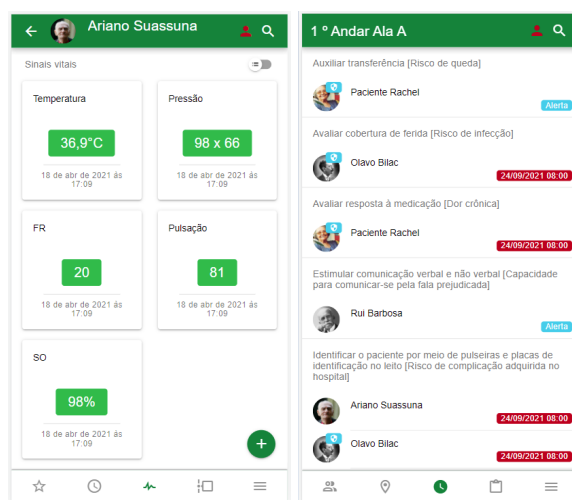 Ariano Suassuna
Sinais vitais
Temperatura
36,9°C
18 de abr de 2021 ás
17:09
Pressão
98 x 66
18 de abr de 2021 ás
17:09
FR
20
18 de abr de 2021 ás
17:09
Pulsação
81
18 de abr de 2021 ás
17:09
SO
98%
18 de abr de 2021 ás
17:09
1 º Andar Ala A
Auxiliar transferência [Risco de queda]
Paciente Rachel
Alerta
Avaliar cobertura de ferida [Risco de infecção]
Olavo Bilac
24/09/2021 08:00
Avaliar resposta à medicação [Dor crônica]
Paciente Rachel
24/09/2021 08:00
Estimular comunicação verbal e não verbal [Capacidade
para comunicar-se pela fala prejudicada]
Rui Barbosa
Alerta
Identificar o paciente por meio de pulseiras e placas de
identificação no leito [Risco de complicação adquirida no
hospital]
Ariano Suassuna
24/09/2021 08:00
Olavo Bilac
24/09/2021 08:00